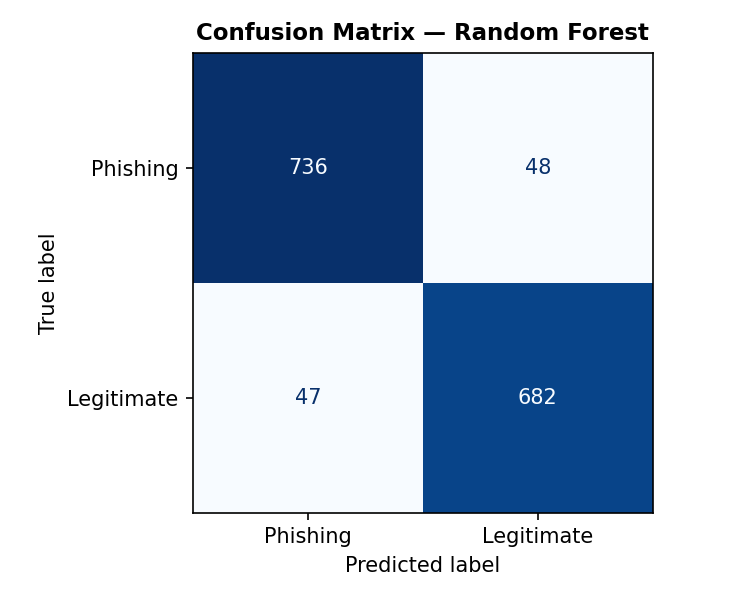 Confusion Matrix — Random Forest
Phishing
736
48
True label
Legitimate
47
682
Phishing
Legitimate
Predicted label